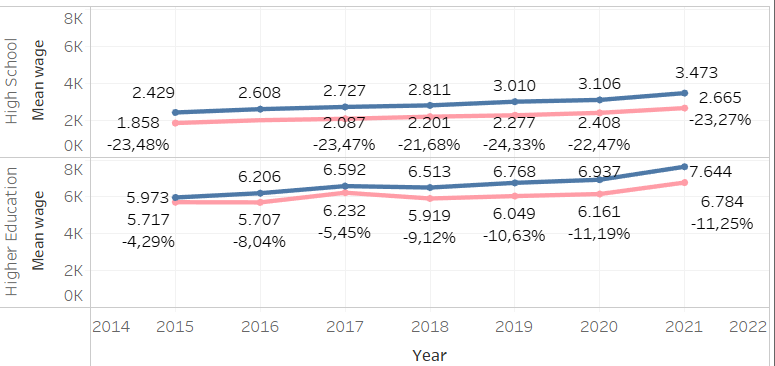 High School
Mean wage
8K
6K
4K
2K
0K
2.429 2.608 2.727 2.811 3.010 3.106 3.473
1.858 2.087 2.201 2.277 2.408 2.665
-23,48% -23,47% -21,68% -24,33% -22,47% -23,27%
Higher Education
Mean wage
8K
6K
4K
2K
0K
5.973 6.206 6.592 6.513 6.768 6.937 7.644
5.717 5.707 6.232 5.919 6.049 6.161 6.784
-4,29% -8,04% -5,45% -9,12% -10,63% -11,19% -11,25%
2014 2015 2016 2017 2018 2019 2020 2021 2022
Year